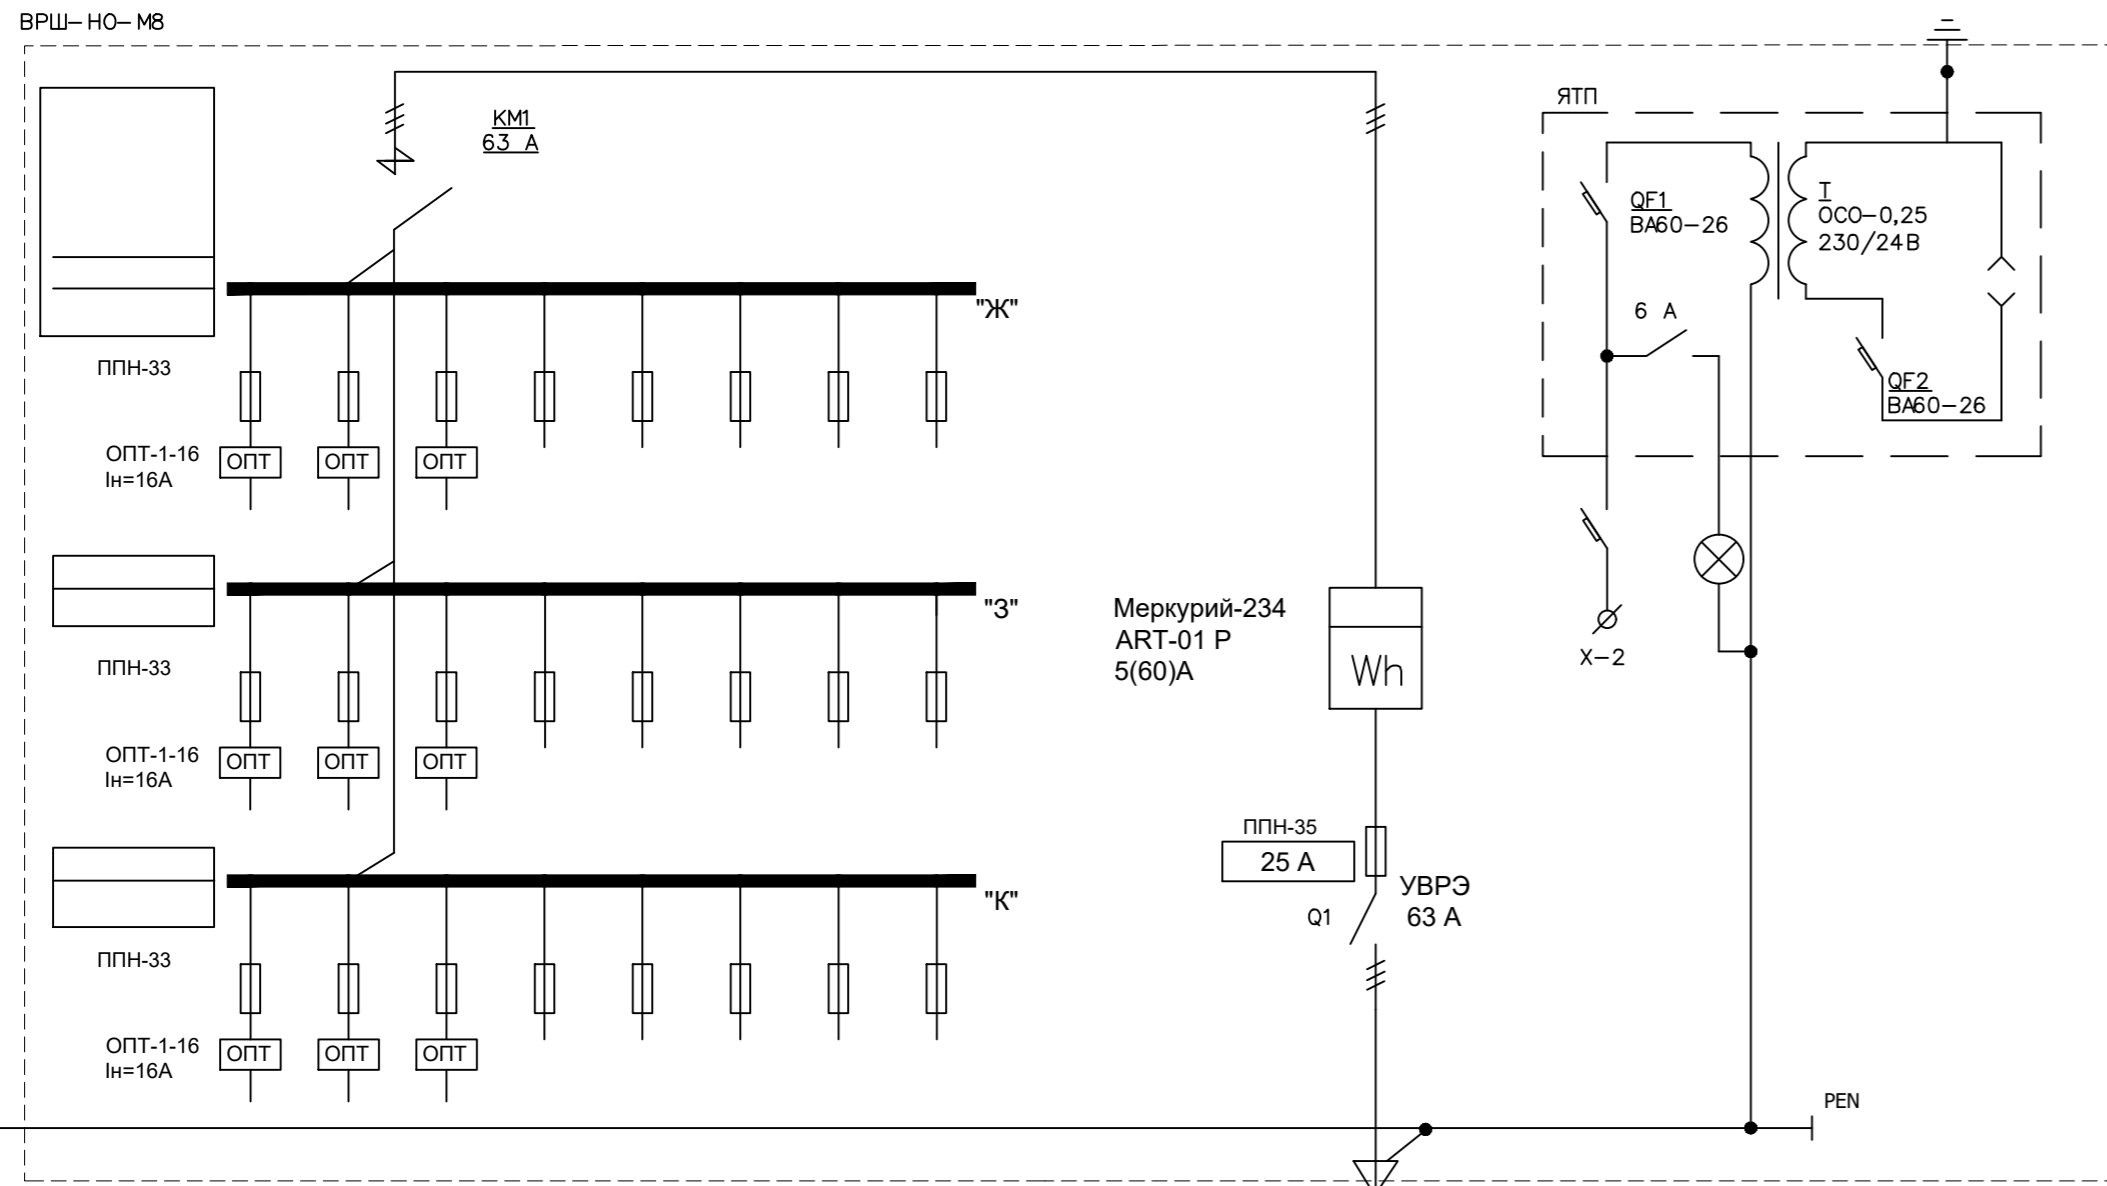 ВРШ-НО-М8
КМ1
63 А
"Ж"
ППН-33
ОПТ-1-16
Iн=16А
ОПТ ОПТ ОПТ
"З"
ППН-33
ОПТ-1-16
Iн=16А
ОПТ ОПТ ОПТ
"К"
ППН-33
ОПТ-1-16
Iн=16А
ОПТ ОПТ ОПТ
Меркурий-234
ART-01 P
5(60)А
Wh
ППН-35
25 А
УВРЭ
63 А
Q1
ЯТП
QF1
ВА60-26
Т
ОСО-0,25
230/24В
6 А
QF2
ВА60-26
Х-2
PEN